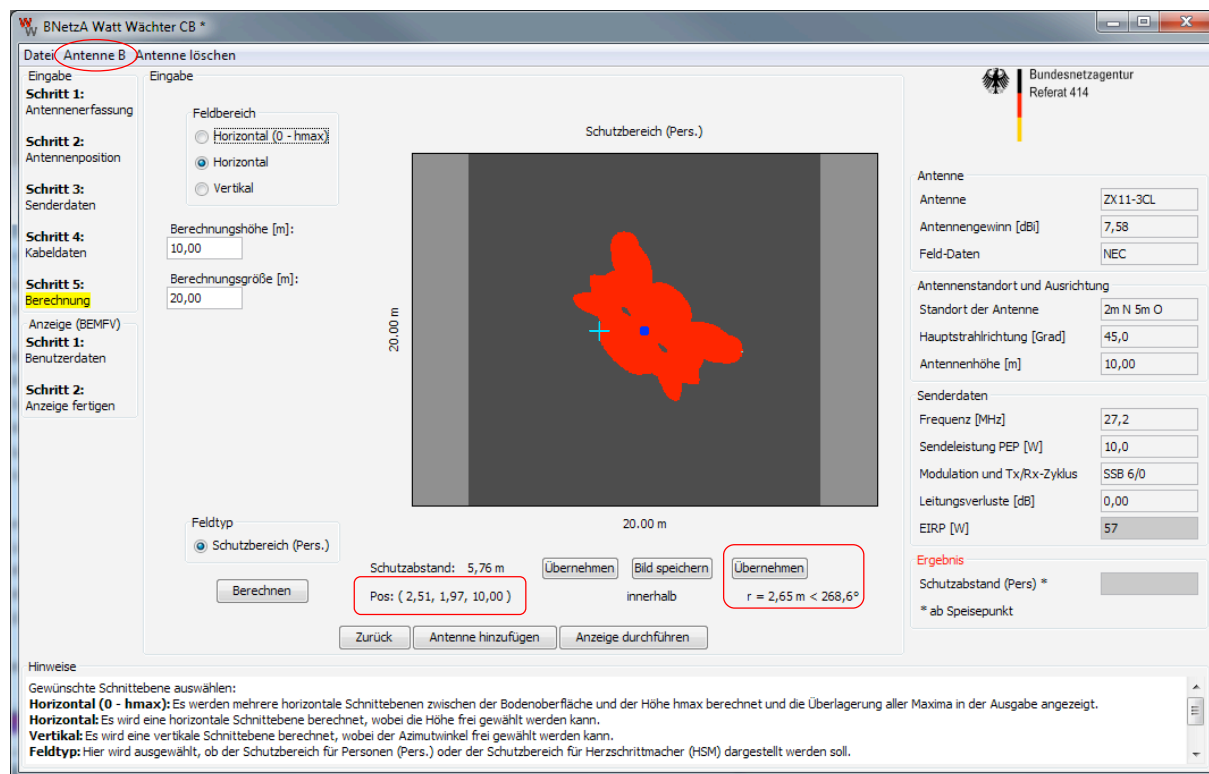 BNetzA Watt Wächter CB *
Datei Antenne B Antenne löschen
Eingabe
Schritt 1:
Antennenerfassung
Schritt 2:
Antennenposition
Schritt 3:
Senderdaten
Schritt 4:
Kabeldaten
Schritt 5:
Berechnung
Anzeige (BEMFV)
Schritt 1:
Benutzerdaten
Schritt 2:
Anzeige fertigen
Eingabe
Feldbereich
Horizontal (0 - hmax)
Horizontal
Vertikal
Berechnungshöhe [m]:
10,00
Berechnungsgröße [m]:
20,00
Feldtyp
Schutzbereich (Pers.)
Berechnen
Schutzbereich (Pers.)
20.00 m
20.00 m
Schutzabstand: 5,76 m
Übernehmen
Bild speichern
Übernehmen
Pos: ( 2,51, 1,97, 10,00 )
innerhalb
r = 2,65 m < 268,6°
Zurück
Antenne hinzufügen
Anzeige durchführen
Bundesnetzagentur
Referat 414
Antenne
Antenne ZX11-3CL
Antennengewinn [dBi] 7,58
Feld-Daten NEC
Antennenstandort und Ausrichtung
Standort der Antenne 2m N 5m O
Hauptstrahlrichtung [Grad] 45,0
Antennenhöhe [m] 10,00
Senderdaten
Frequenz [MHz] 27,2
Sendeleistung PEP [W] 10,0
Modulation und Tx/Rx-Zyklus SSB 6/0
Leitungsverluste [dB] 0,00
EIRP [W] 57
Ergebnis
Schutzabstand (Pers) *
* ab Speisepunkt
Hinweise
Gewünschte Schnittebene auswählen:
Horizontal (0 - hmax): Es werden mehrere horizontale Schnittebenen zwischen der Bodenoberfläche und der Höhe hmax berechnet und die Überlagerung aller Maxima in der Ausgabe angezeigt.
Horizontal: Es wird eine horizontale Schnittebene berechnet, wobei die Höhe frei gewählt werden kann.
Vertikal: Es wird eine vertikale Schnittebene berechnet, wobei der Azimutwinkel frei gewählt werden kann.
Feldtyp: Hier wird ausgewählt, ob der Schutzbereich für Personen (Pers.) oder der Schutzbereich für Herzschrittmacher (HSM) dargestellt werden soll.